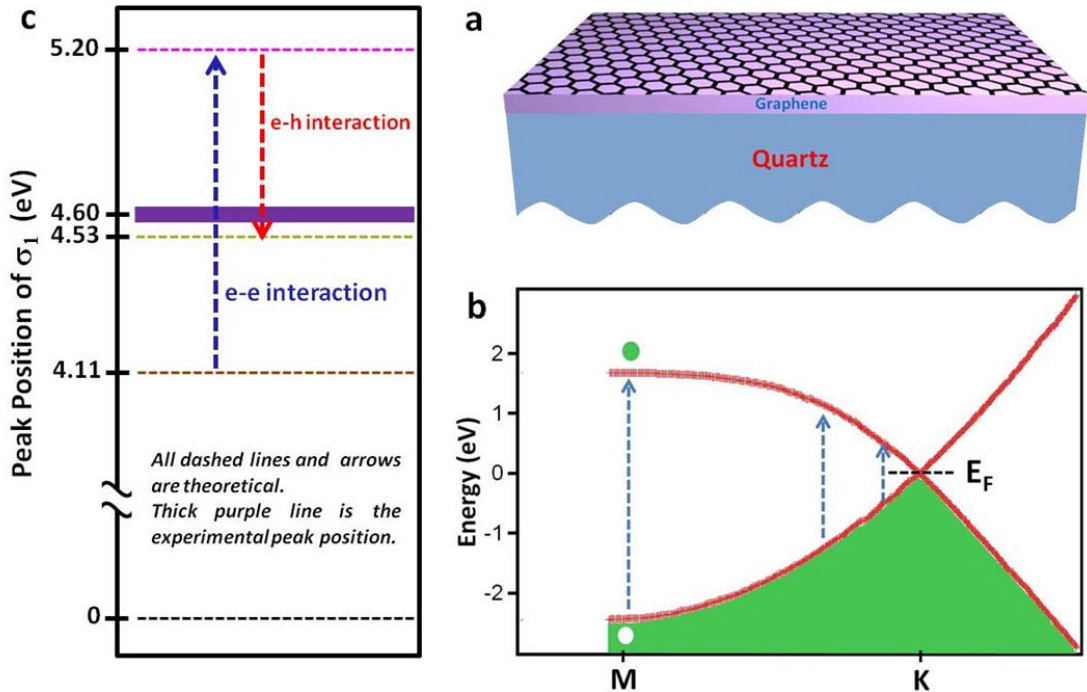 c
Peak Position of σ1 (eV)
5.20
4.60
4.53
4.11
0
e-h interaction
e-e interaction
All dashed lines and arrows
are theoretical.
Thick purple line is the
experimental peak position.
a
Graphene
Quartz
b
Energy (eV)
2
1
0
-1
-2
EF
M
K